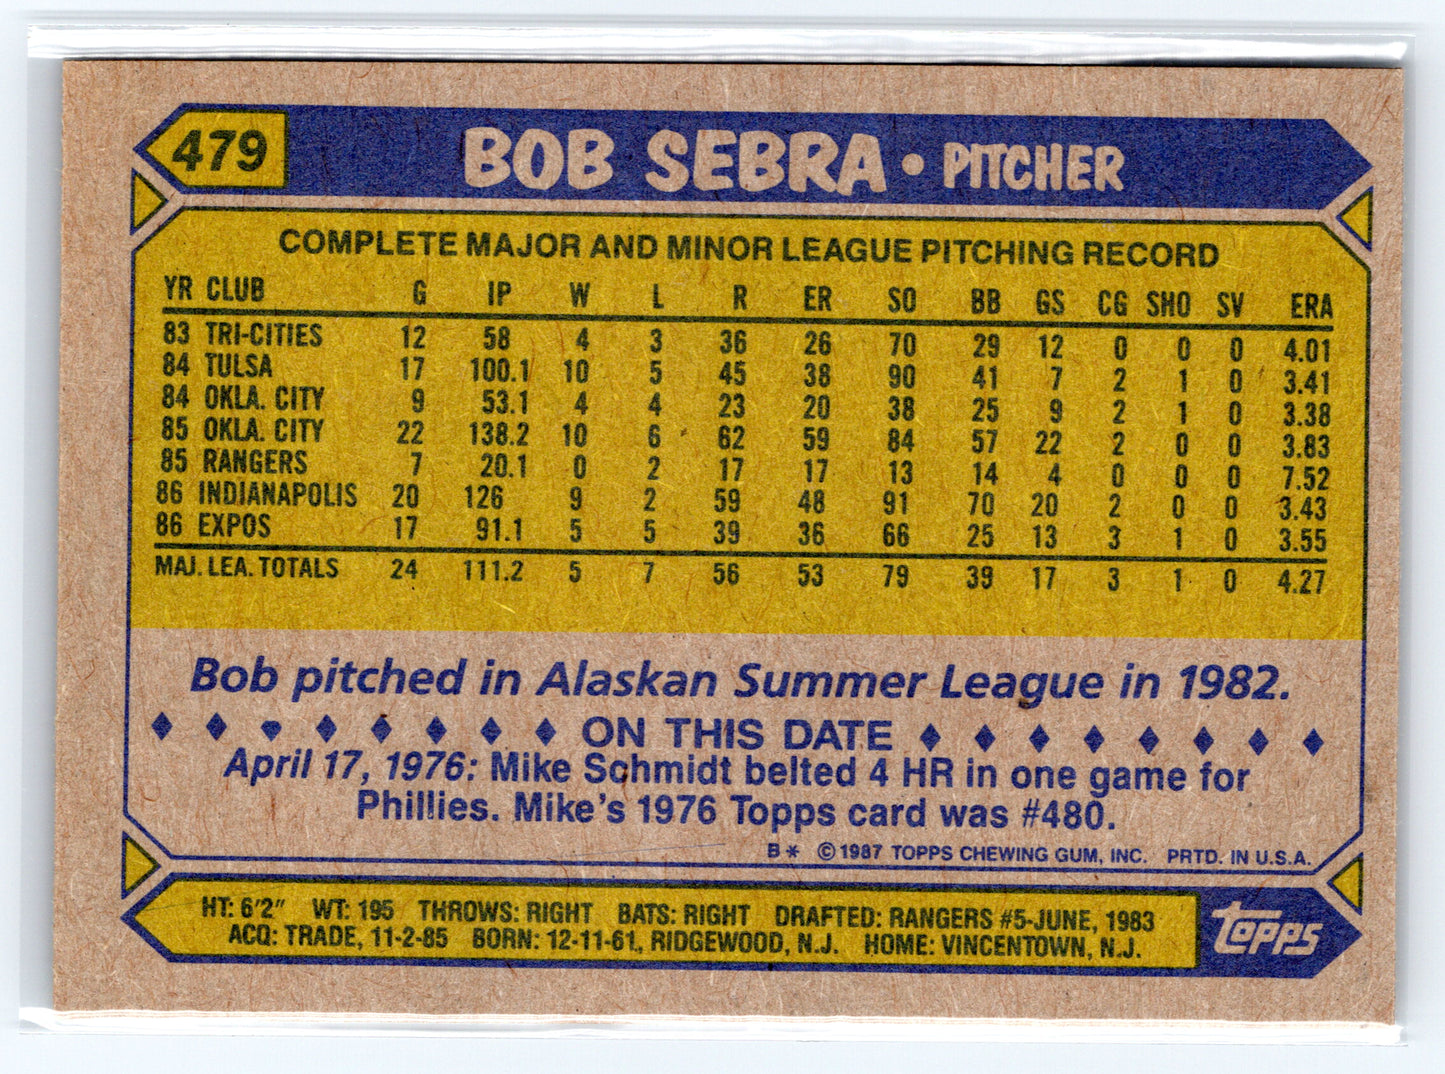 479
BOB SEBRA • PITCHER
COMPLETE MAJOR AND MINOR LEAGUE PITCHING RECORD
YR CLUB G IP W L R ER SO BB GS CG SHO SV ERA
83 TRI-CITIES 12 58 4 3 36 26 70 29 12 0 0 0 4.01
84 TULSA 17 100.1 10 5 45 38 90 41 7 2 1 0 3.41
84 OKLA. CITY 9 53.1 4 4 23 20 38 25 9 2 1 0 3.38
85 OKLA. CITY 22 138.2 10 6 62 59 84 57 22 2 0 0 3.83
85 RANGERS 7 20.1 0 2 17 17 13 14 4 0 0 0 7.52
86 INDIANAPOLIS 20 126 9 2 59 48 91 70 20 2 0 0 3.43
86 EXPOS 17 91.1 5 5 39 36 66 25 13 3 1 0 3.55
MAJ. LEA. TOTALS 24 111.2 5 7 56 53 79 39 17 3 1 0 4.27
Bob pitched in Alaskan Summer League in 1982.
ON THIS DATE
April 17, 1976: Mike Schmidt belted 4 HR in one game for
Phillies. Mike's 1976 Topps card was #480.
B* ©1987 TOPPS CHEWING GUM, INC. PRTD. IN U.S.A.
HT: 6'2" WT: 195 THROWS: RIGHT BATS: RIGHT DRAFTED: RANGERS #5-JUNE, 1983
ACQ: TRADE, 11-2-85 BORN: 12-11-61, RIDGEWOOD, N.J. HOME: VINCENTOWN, N.J.
topps